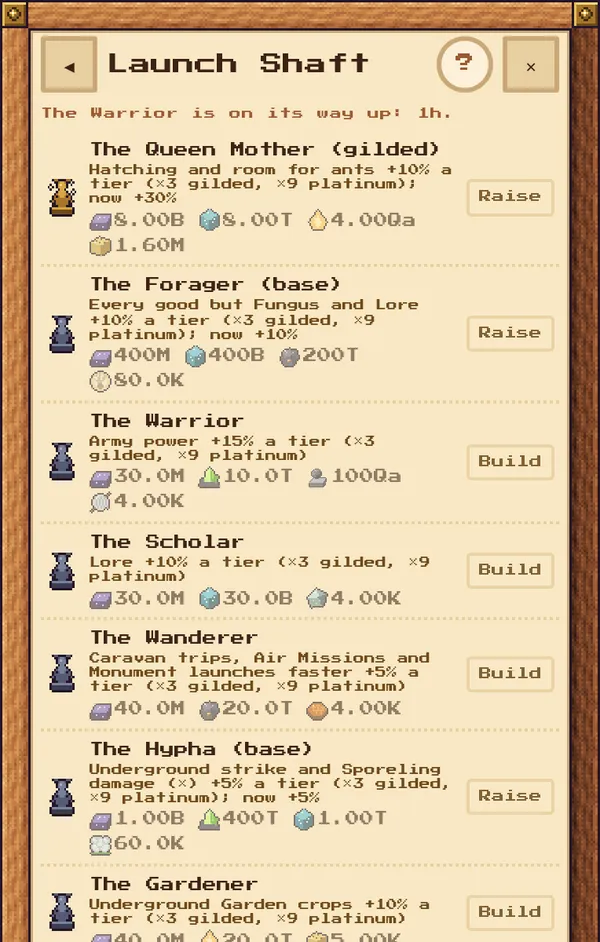 ◄ Launch Shaft ? ×
The Warrior is on its way up: 1h.
The Queen Mother (gilded)
Hatching and room for ants +10% a
tier (×3 gilded, ×9 platinum);
now +30%
8.00B 8.00T 4.00Qa
1.60M
Raise
The Forager (base)
Every good but Fungus and Lore
+10% a tier (×3 gilded, ×9
platinum); now +10%
400M 400B 200T
80.0K
Raise
The Warrior
Army power +15% a tier (×3
gilded, ×9 platinum)
30.0M 10.0T 100Qa
4.00K
Build
The Scholar
Lore +10% a tier (×3 gilded, ×9
platinum)
30.0M 30.0B 4.00K
Build
The Wanderer
Caravan trips, Air Missions and
Monument launches faster +5% a
tier (×3 gilded, ×9 platinum)
40.0M 20.0T 4.00K
Build
The Hypha (base)
Underground strike and Sporeling
damage (×) +5% a tier (×3 gilded,
×9 platinum); now +5%
1.00B 400T 1.00T
60.0K
Raise
The Gardener
Underground Garden crops +10% a
tier (×3 gilded, ×9 platinum)
40.0M 20.0T 5.00K
Build